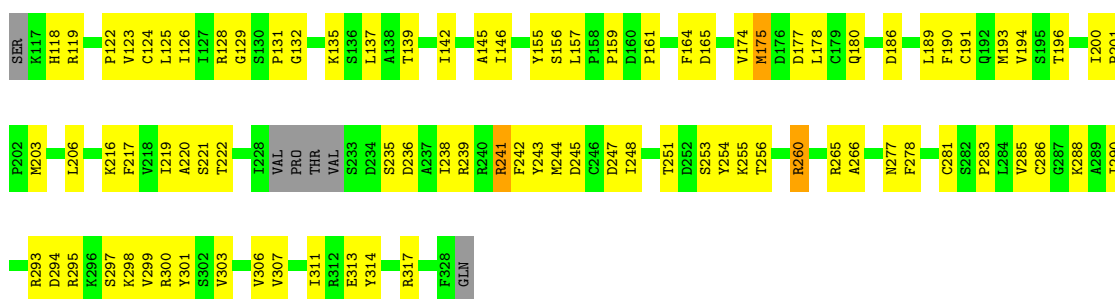 SER K117 H118 R119 P122 V123 C124 L125 I126 I127 R128 G129 S130 P131 G132 K135 S136 L137 A138 T139 I142 A145 I146 Y155 S156 L157 P158 P159 D160 P161 F164 D165 V174 M175 D176 D177 L178 C179 Q180 D186 L189 F190 C191 Q192 M193 V194 S195 T196 I200
P202 M203 L206 K216 F217 V218 I219 A220 S221 T222 I228 VAL PRO THR VAL S233 D234 S235 D236 A237 I238 R239 R240 R241 F242 Y243 M244 D245 C246 D247 I248 T251 D252 S253 Y254 K255 T256 R260 R265 A266 N277 F278 C281 S282 P283 L284 V285 C286 G287 K288 A289
R293 D294 R295 K296 S297 K298 V299 R300 Y301 S302 V303 V306 V307 I311 R312 E313 Y314 R317 F328 GLN